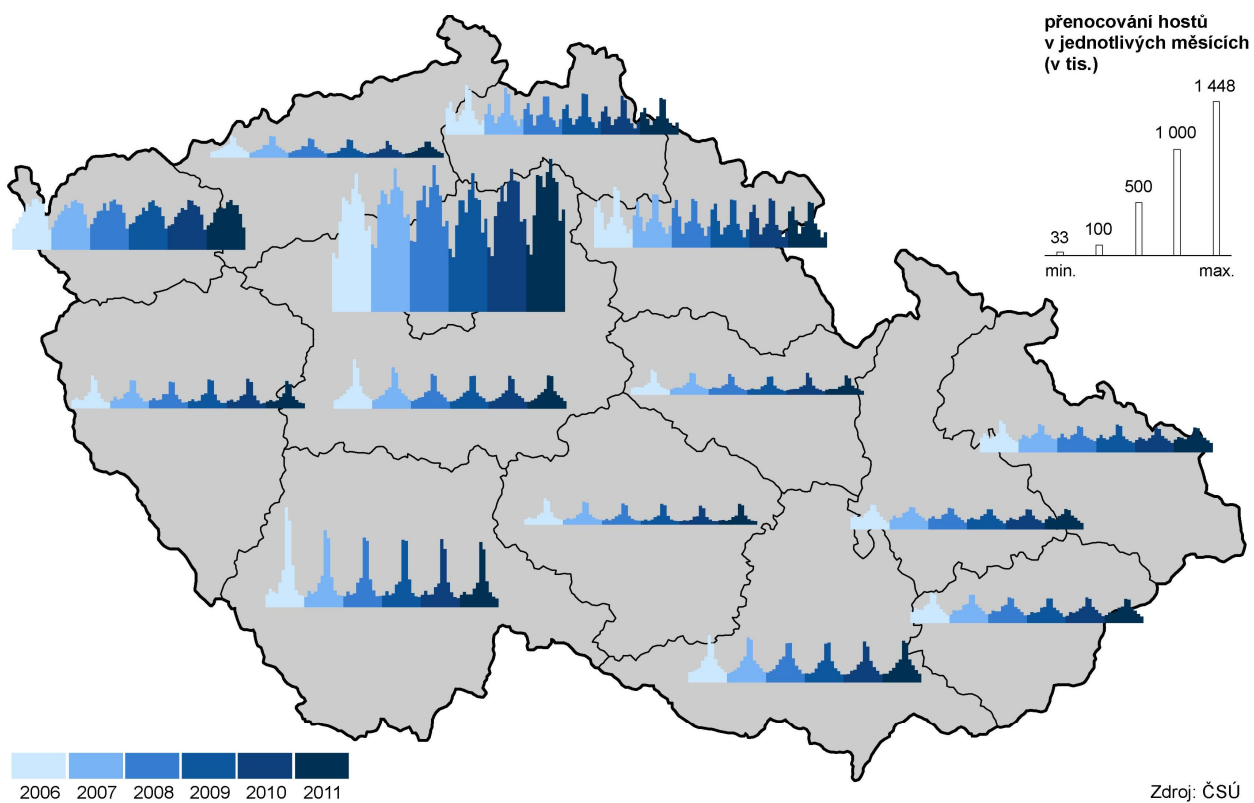 přenocování hostů
v jednotlivých měsících
(v tis.)
1 448
1 000
500
100
33
min.
max.
2006 2007 2008 2009 2010 2011
Zdroj: ČSÚ